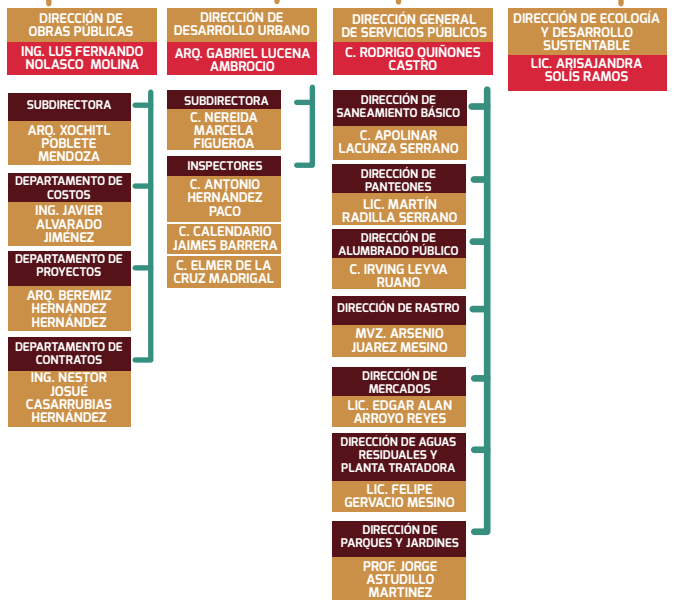 DIRECCIÓN DE
OBRAS PÚBLICAS
ING. LUS FERNANDO
NOLASCO MOLINA
SUBDIRECTORA
ARQ. XOCHITL
POBLETE
MENDOZA
DEPARTAMENTO DE
COSTOS
ING. JAVIER
ALVARADO
JIMÉNEZ
DEPARTAMENTO DE
PROYECTOS
ARQ. BEREMIZ
HERNÁNDEZ
HERNÁNDEZ
DEPARTAMENTO DE
CONTRATOS
ING. NESTOR
JOSUÉ
CASARRUBIAS
HERNÁNDEZ
DIRECCIÓN DE
DESARROLLO URBANO
ARQ. GABRIEL LUCENA
AMBROCIO
SUBDIRECTORA
C. NEREIDA
MARCELA
FIGUEROA
INSPECTORES
C. ANTONIO
HERNÁNDEZ
PACO
C. CALENDARIO
JAIMES BARRERA
C. ELMER DE LA
CRUZ MADRIGAL
DIRECCIÓN GENERAL
DE SERVICIOS PÚBLICOS
C. RODRIGO QUIÑONES
CASTRO
DIRECCIÓN DE
SANEAMIENTO BÁSICO
C. APOLINAR
LACUNZA SERRANO
DIRECCIÓN DE
PANTEONES
LIC. MARTÍN
RADILLA SERRANO
DIRECCIÓN DE
ALUMBRADO PÚBLICO
C. IRVING LEYVA
RUANO
DIRECCIÓN DE RASTRO
MVZ. ARSENIO
JUAREZ MESINO
DIRECCIÓN DE
MERCADOS
LIC. EDGAR ALAN
ARROYO REYES
DIRECCIÓN DE AGUAS
RESIDUALES Y
PLANTA TRATADORA
LIC. FELIPE
GERVACIO MESINO
DIRECCIÓN DE
PARQUES Y JARDINES
PROF. JORGE
ASTUDILLO
MARTINEZ
DIRECCIÓN DE ECOLOGÍA
Y DESARROLLO
SUSTENTABLE
LIC. ARISAJANDRA
SOLÍS RAMOS